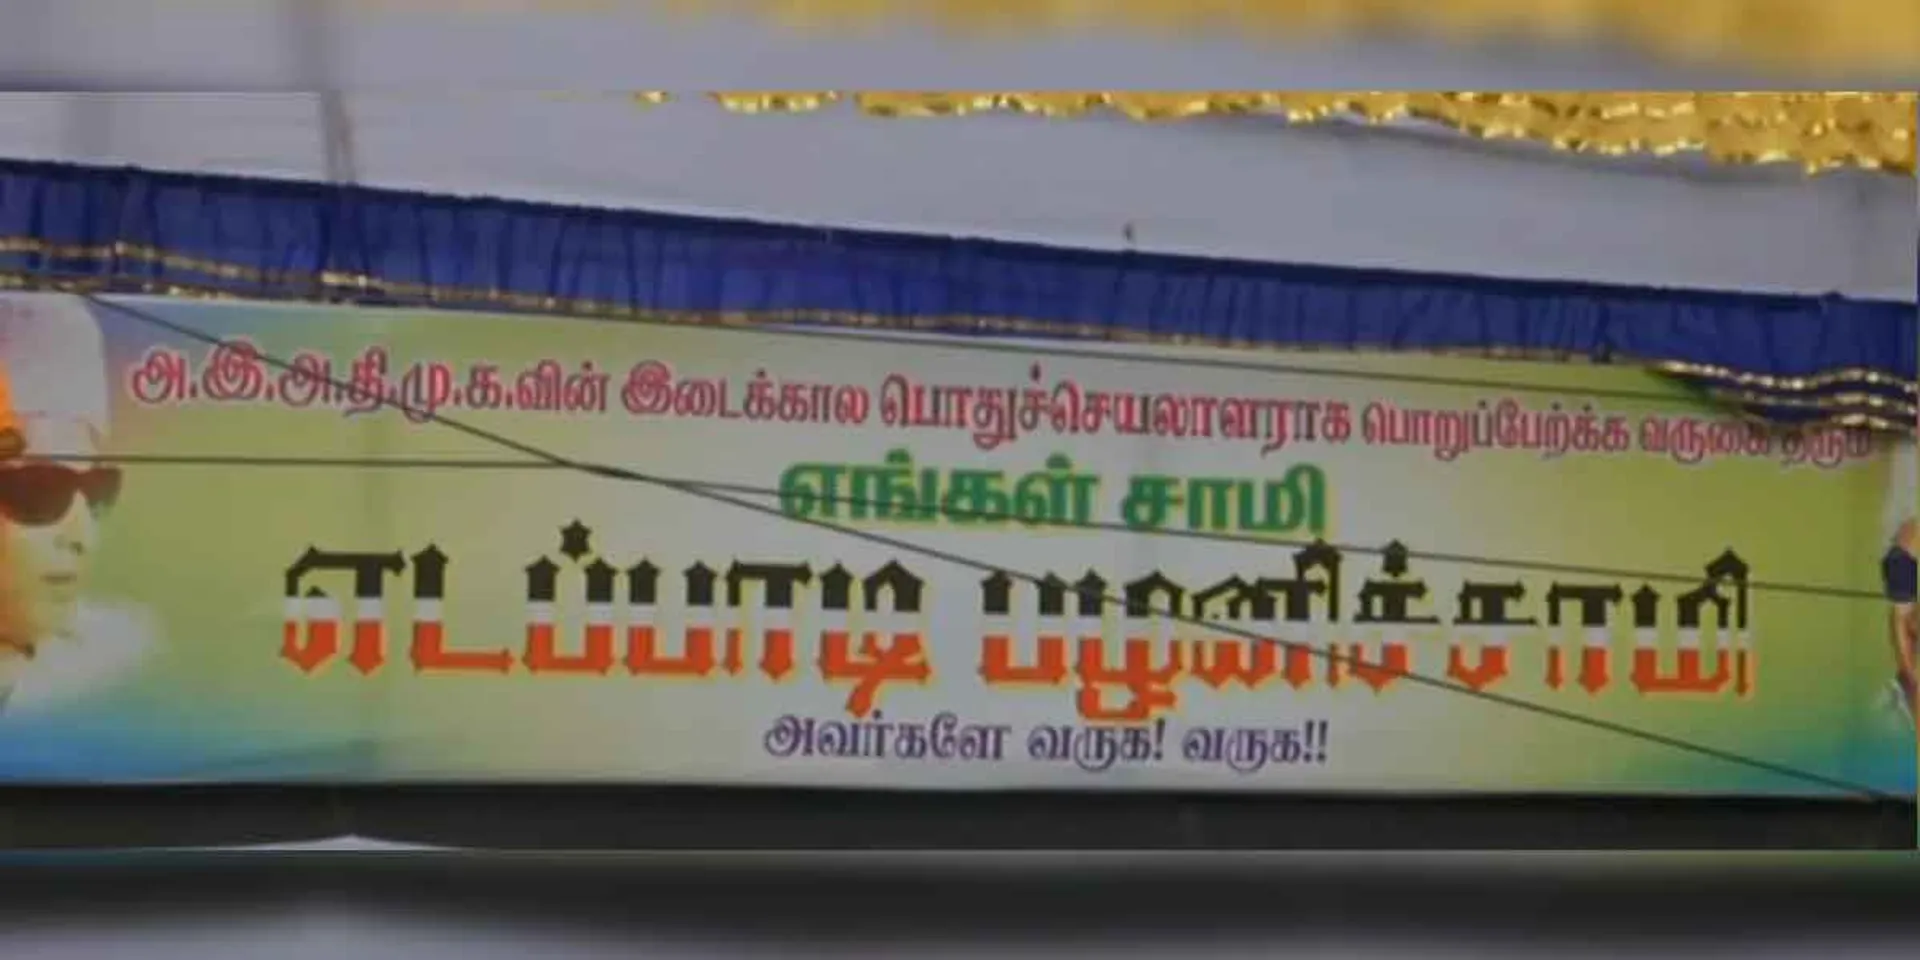 அ.இ.அ.தி.மு.க.வின் இடைக்கால பொதுச்செயலாளராக பொறுப்பேற்க்க வருகை தரும்
எங்கள் சாமி
எடப்பாடி பழனிச்சாமி
அவர்களே வருக! வருக!!